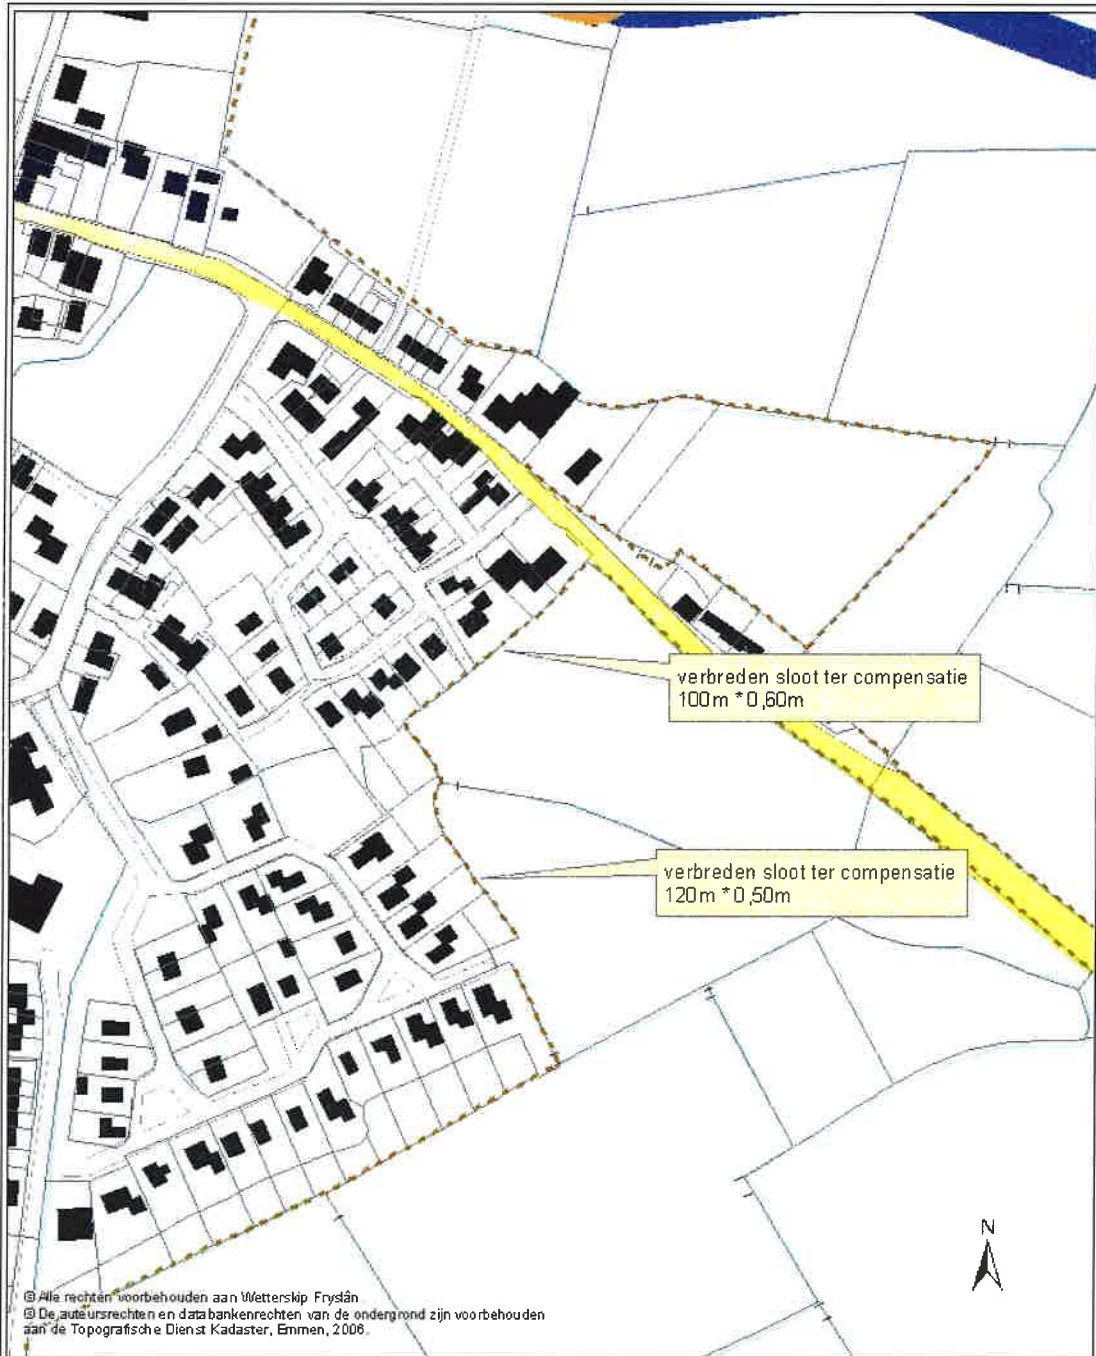 verbreden sloot ter compensatie
100m *0,60m
verbreden sloot ter compensatie
120m *0,50m
N
© Alle rechten voorbehouden aan Wetterskip Fryslân
© De auteursrechten en databankenrechten van de ondergrond zijn voorbehouden
aan de Topografische Dienst Kadaster, Emmen, 2006.